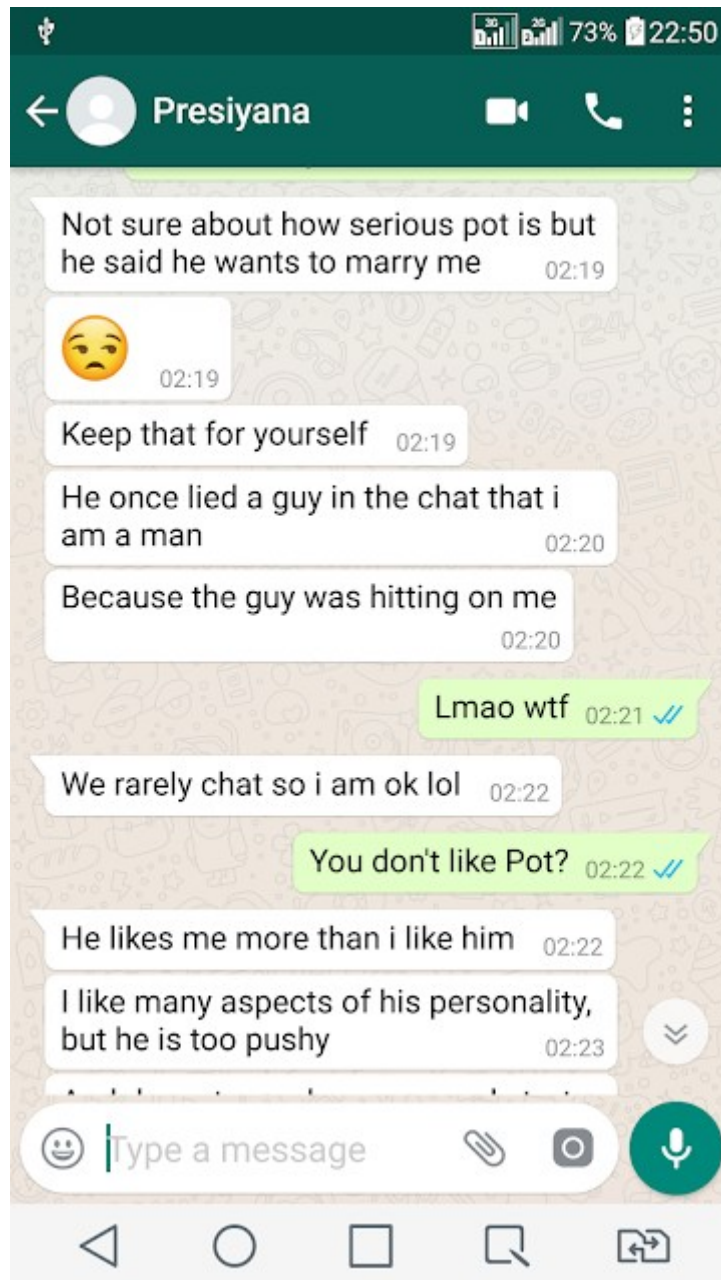 3G 2G 73% 22:50
Presiyana
Not sure about how serious pot is but
he said he wants to marry me 02:19
02:19
Keep that for yourself 02:19
He once lied a guy in the chat that i
am a man 02:20
Because the guy was hitting on me
02:20
Lmao wtf 02:21
We rarely chat so i am ok lol 02:22
You don't like Pot? 02:22
He likes me more than i like him 02:22
I like many aspects of his personality,
but he is too pushy 02:23
Type a message